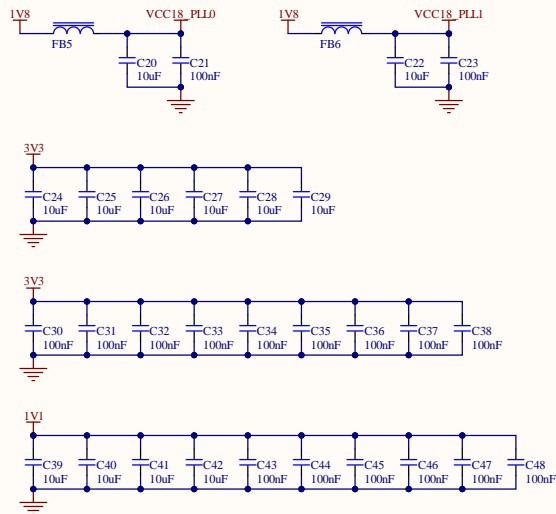 1V8 VCC18_PLL0 1V8 VCC18_PLL1
FB5 C20 C21 FB6 C22 C23
10uF 100nF 10uF 100nF
3V3
C24 C25 C26 C27 C28 C29
10uF 10uF 10uF 10uF 10uF 10uF
3V3
C30 C31 C32 C33 C34 C35 C36 C37 C38
100nF 100nF 100nF 100nF 100nF 100nF 100nF 100nF 100nF
1V1
C39 C40 C41 C42 C43 C44 C45 C46 C47 C48
10uF 10uF 10uF 10uF 100nF 100nF 100nF 100nF 100nF 100nF